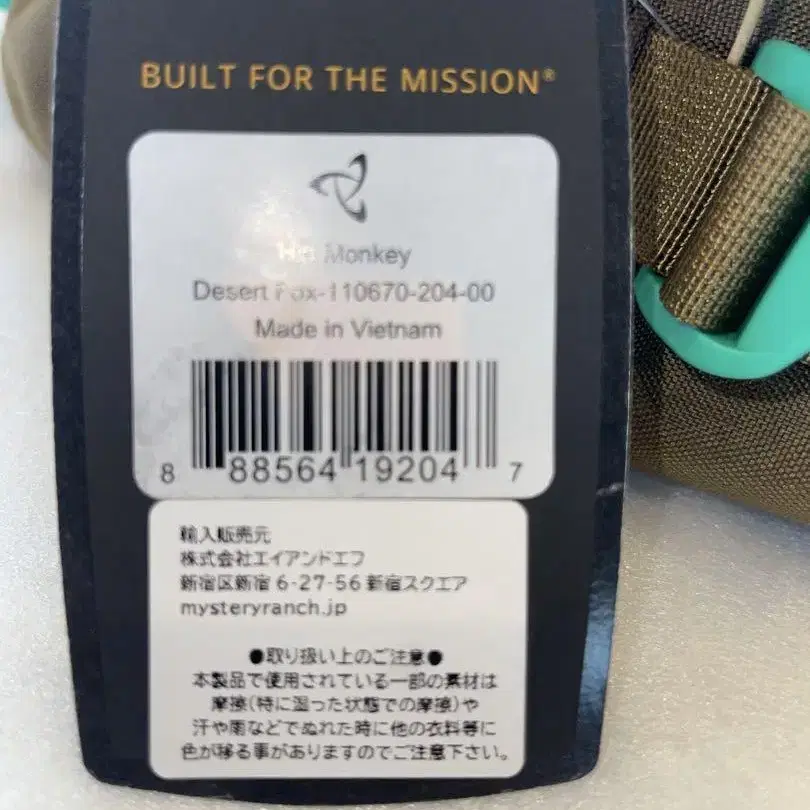 BUILT FOR THE MISSION®
Monkey
Desert Fox-110670-204-00
Made in Vietnam
8 88564 19204 7
輸入販売元
株式会社エイアンドエフ
新宿区新宿 6-27-56 新宿スクエア
mysteryranch.jp
●取り扱い上のご注意●
本製品で使用されている一部の素材は
摩擦(特に湿った状態での摩擦)や
汗や雨などでぬれた時に他の衣料等に
色が移る事がありますのでご注意下さい。